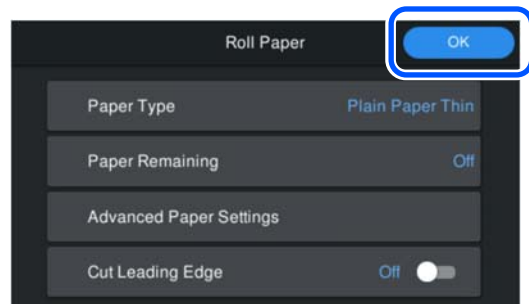 Roll Paper OK
Paper Type Plain Paper Thin
Paper Remaining Off
Advanced Paper Settings
Cut Leading Edge Off